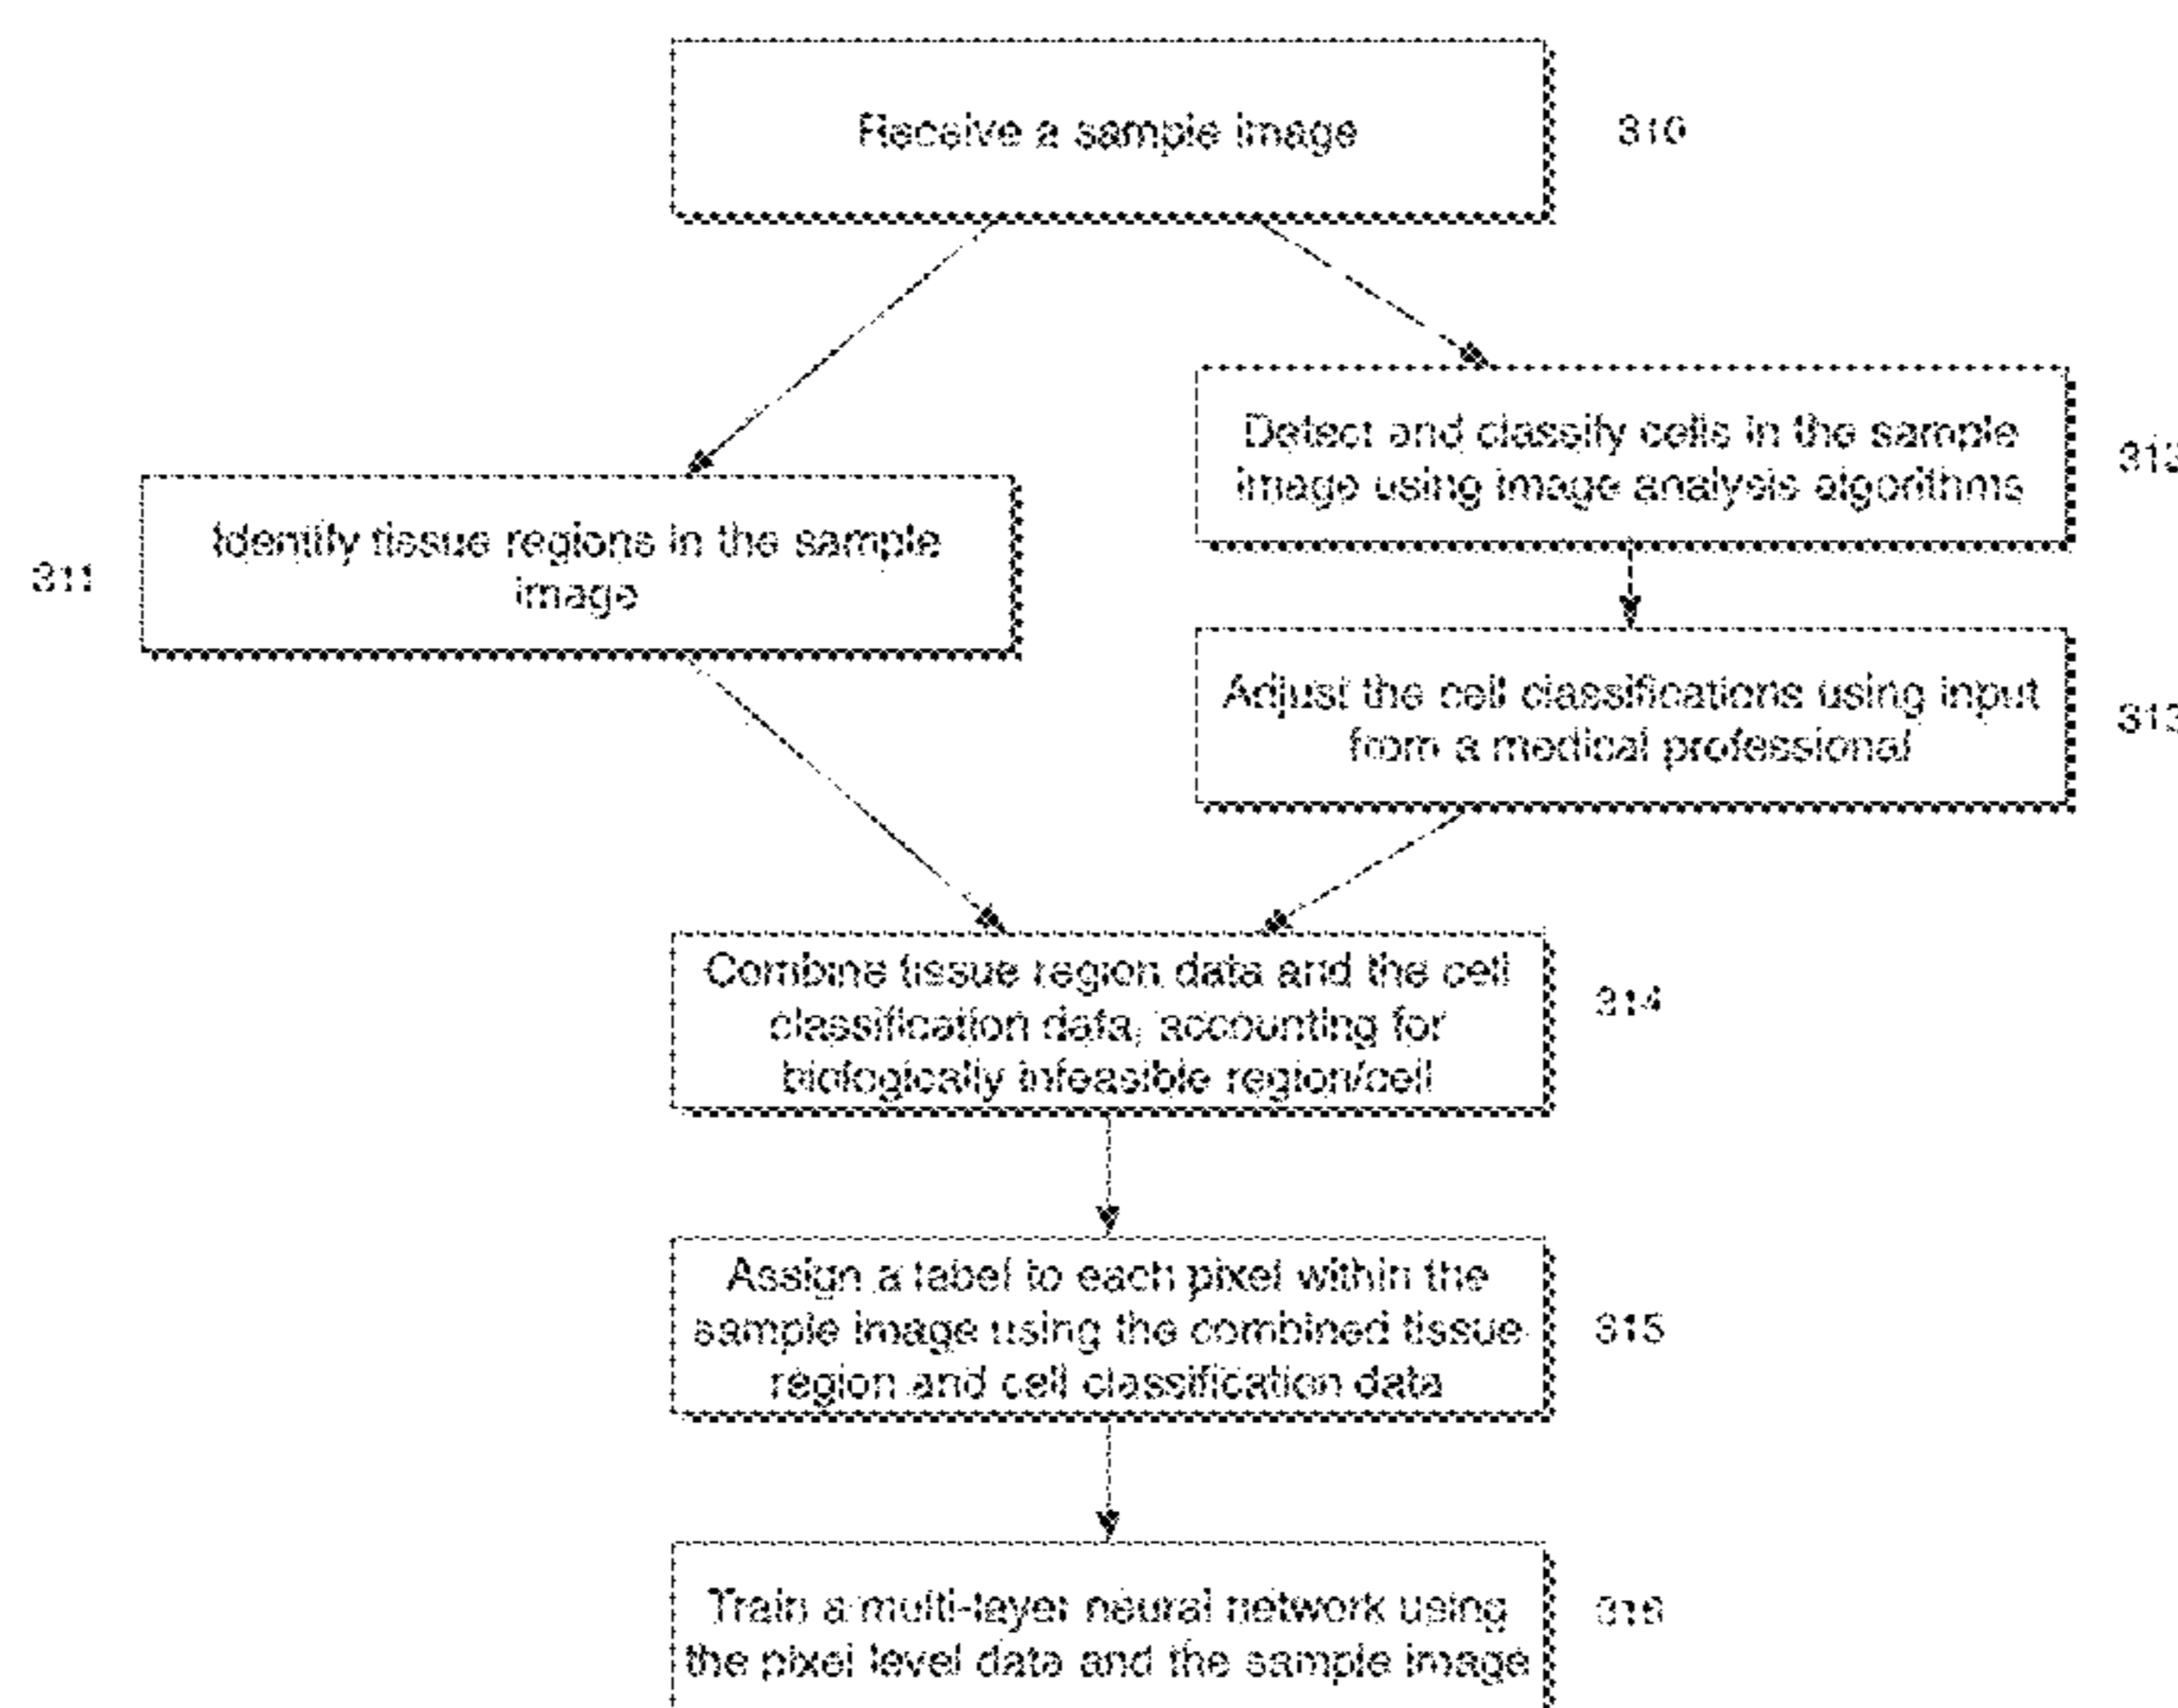 Receive a sample image
310
Detect and classify cells in the sample
image using image analysis algorithms
Identify tissue regions in the sample
image
311
Adjust the cell classifications using input
from a medical professional
Combine tissue region data and the cell
classification data, accounting for
biologically infeasible region/cell
314
Assign a label to each pixel within the
sample image using the combined tissue
region and cell classification data
315
Train a multi-layer neural network using
the pixel level data and the sample image
316